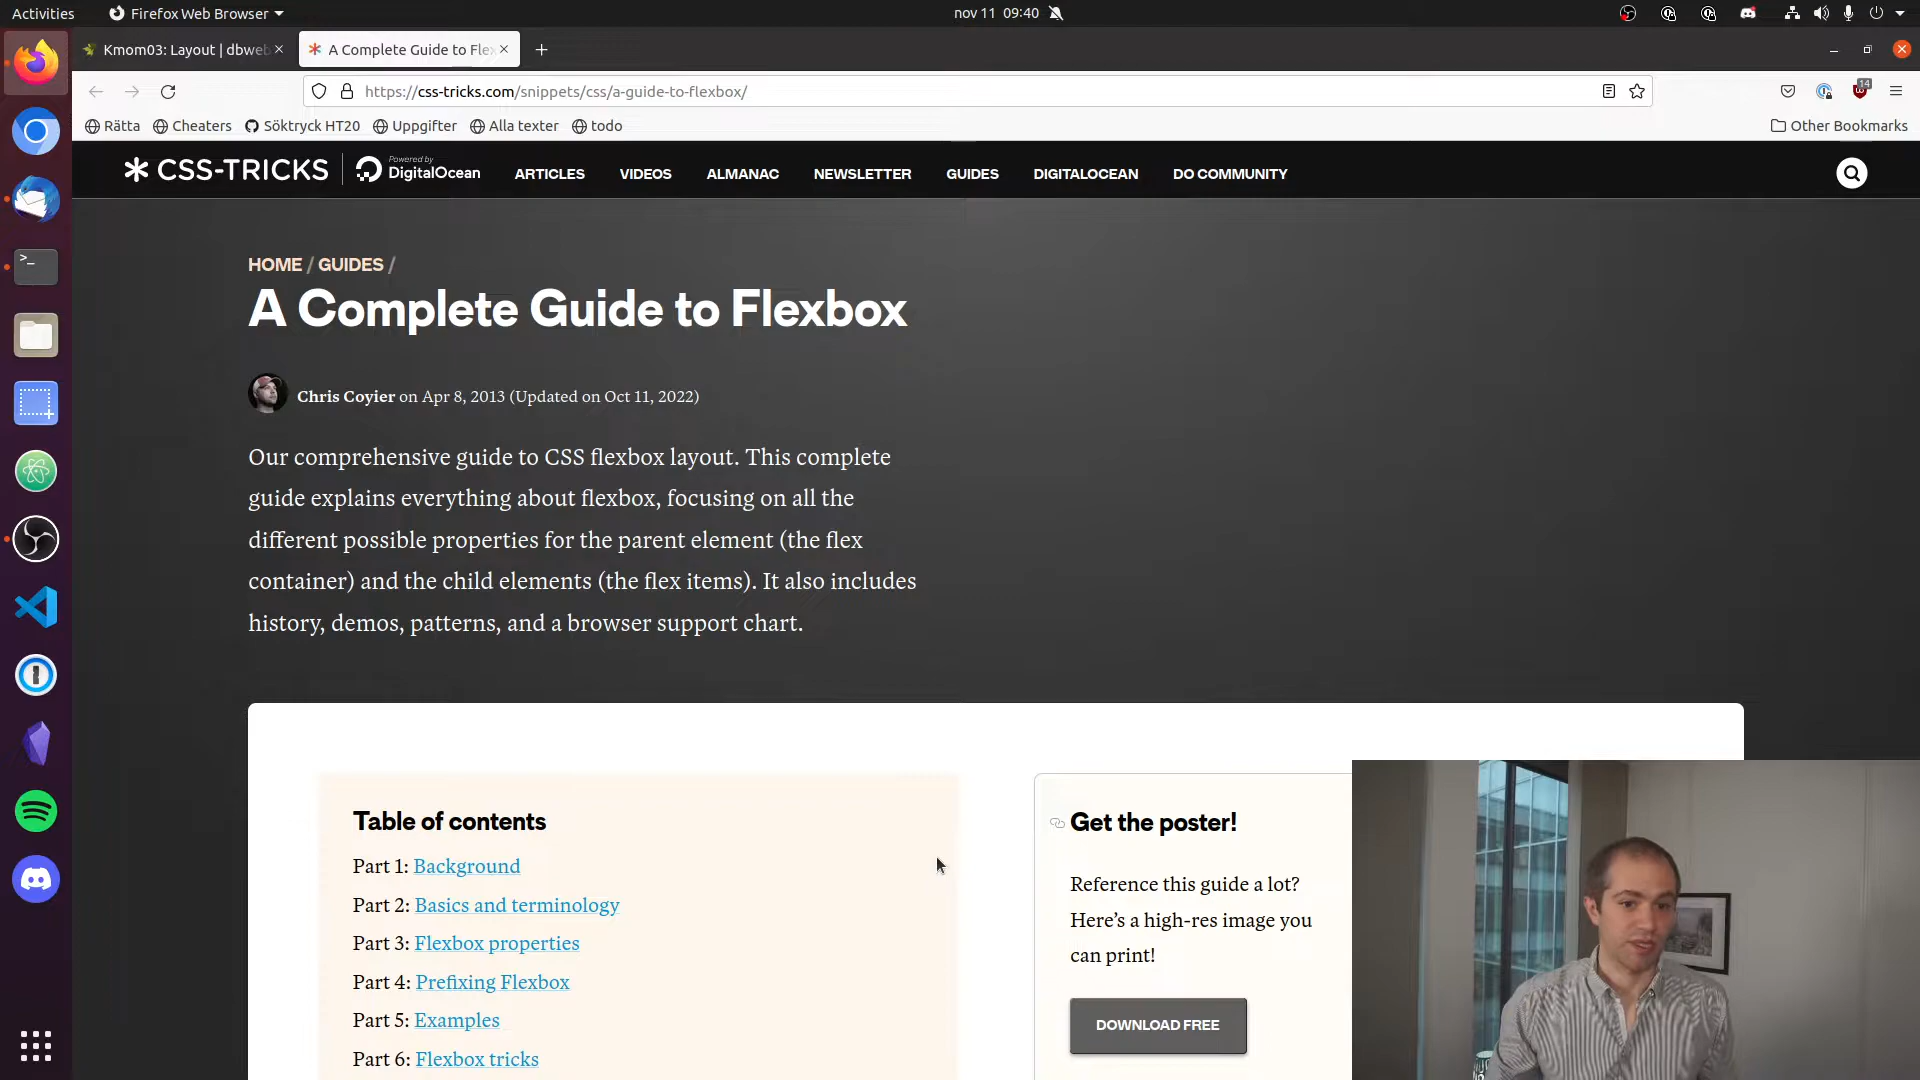 Activities
Firefox Web Browser
nov 11 09:40
Kmom03: Layout | dbweb
A Complete Guide to Fle
https://css-tricks.com/snippets/css/a-guide-to-flexbox/
14
Rätta
Cheaters
Söktryck HT20
Uppgifter
Alla texter
todo
Other Bookmarks
CSS-TRICKS
Powered by
DigitalOcean
ARTICLES
VIDEOS
ALMANAC
NEWSLETTER
GUIDES
DIGITALOCEAN
DO COMMUNITY
HOME / GUIDES /
A Complete Guide to Flexbox
Chris Coyier on Apr 8, 2013 (Updated on Oct 11, 2022)
Our comprehensive guide to CSS flexbox layout. This complete
guide explains everything about flexbox, focusing on all the
different possible properties for the parent element (the flex
container) and the child elements (the flex items). It also includes
history, demos, patterns, and a browser support chart.
Table of contents
Part 1: Background
Part 2: Basics and terminology
Part 3: Flexbox properties
Part 4: Prefixing Flexbox
Part 5: Examples
Part 6: Flexbox tricks
Get the poster!
Reference this guide a lot?
Here's a high-res image you
can print!
DOWNLOAD FREE